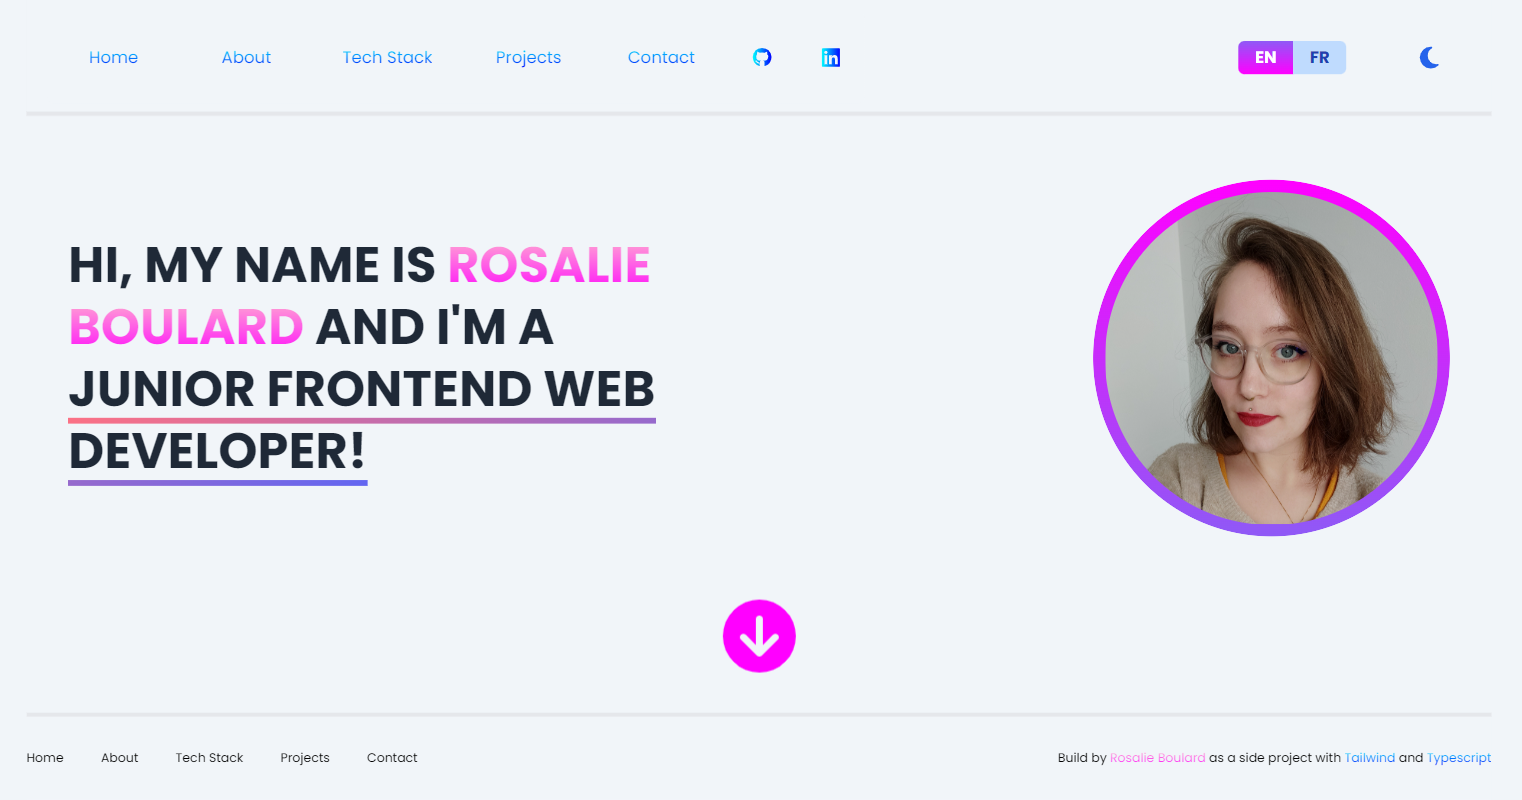 Home About Tech Stack Projects Contact in EN FR
HI, MY NAME IS ROSALIE
BOULARD AND I'M A
JUNIOR FRONTEND WEB
DEVELOPER!
Home About Tech Stack Projects Contact
Build by Rosalie Boulard as a side project with Tailwind and Typescript